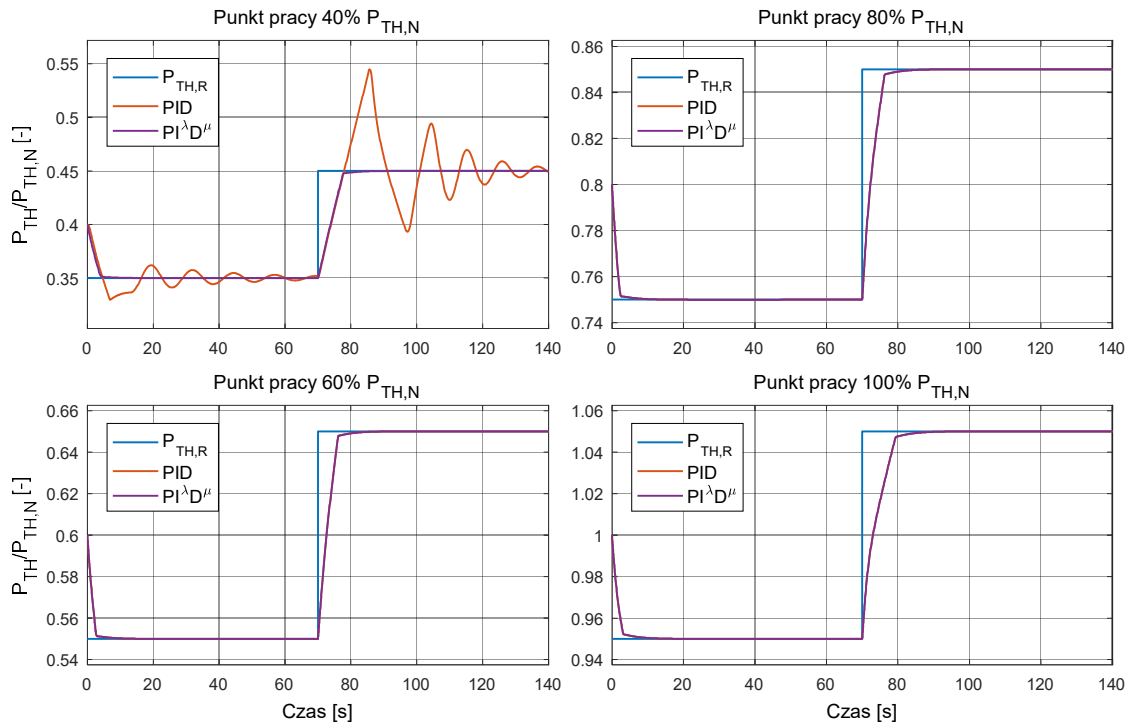 Punkt pracy 40% P_TH,N
P_TH/P_TH,N [-]
0.55
0.5
0.45
0.4
0.35
P_TH,R
PID
PI^λD^μ
0 20 40 60 80 100 120 140
Punkt pracy 80% P_TH,N
0.86
0.84
0.82
0.8
0.78
0.76
0.74
P_TH,R
PID
PI^λD^μ
0 20 40 60 80 100 120 140
Punkt pracy 60% P_TH,N
P_TH/P_TH,N [-]
0.66
0.64
0.62
0.6
0.58
0.56
0.54
P_TH,R
PID
PI^λD^μ
0 20 40 60 80 100 120 140
Czas [s]
Punkt pracy 100% P_TH,N
1.06
1.04
1.02
1
0.98
0.96
0.94
P_TH,R
PID
PI^λD^μ
0 20 40 60 80 100 120 140
Czas [s]